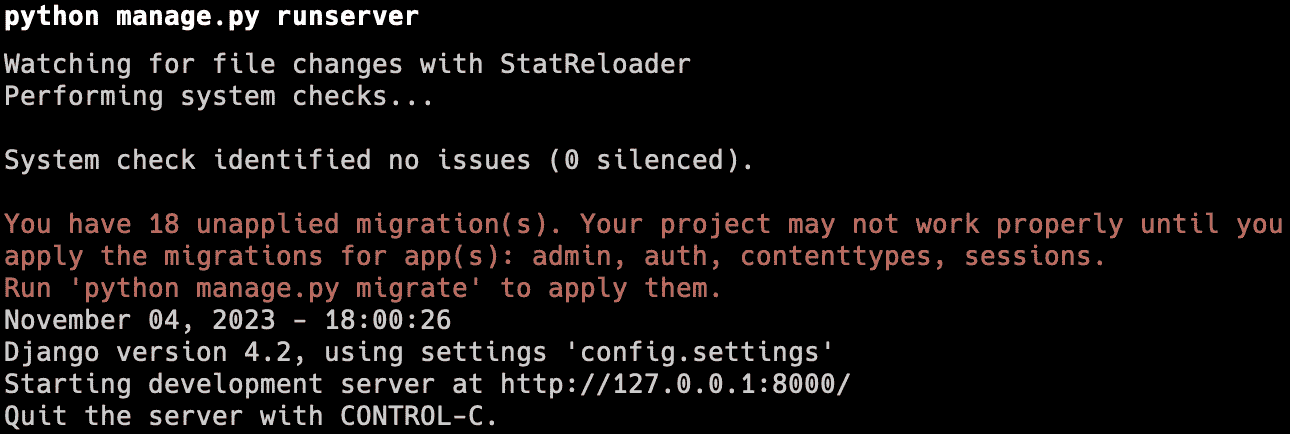 python manage.py runserver
Watching for file changes with StatReloader
Performing system checks...
System check identified no issues (0 silenced).
You have 18 unapplied migration(s). Your project may not work properly until you
apply the migrations for app(s): admin, auth, contenttypes, sessions.
Run 'python manage.py migrate' to apply them.
November 04, 2023 - 18:00:26
Django version 4.2, using settings 'config.settings'
Starting development server at http://127.0.0.1:8000/
Quit the server with CONTROL-C.